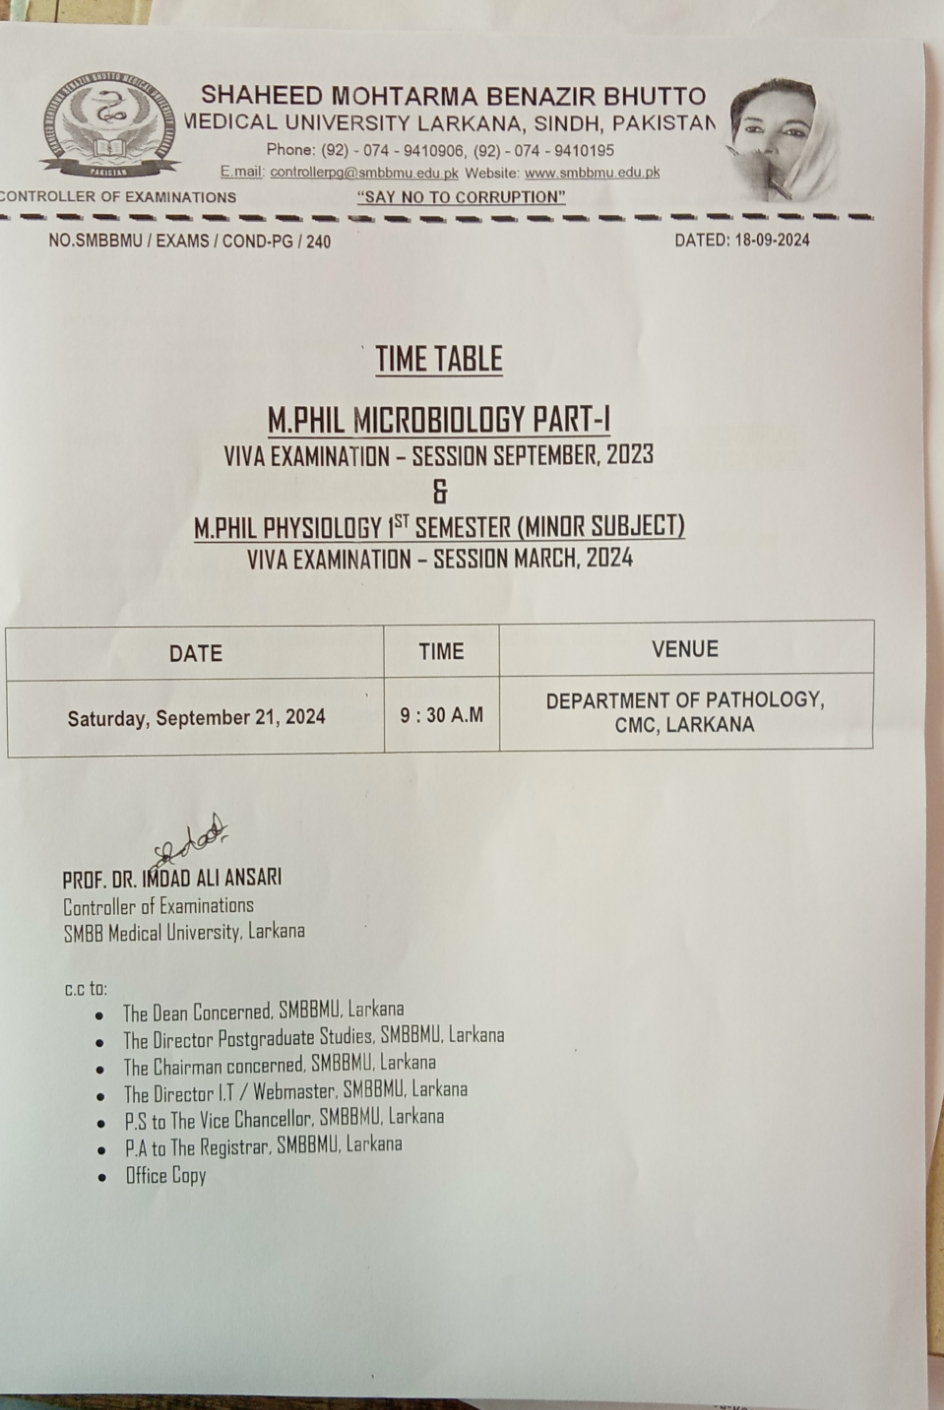 SHAHEED MOHTARMA BENAZIR BHUTTO
MEDICAL UNIVERSITY LARKANA, SINDH, PAKISTAN
Phone: (92) - 074 - 9410906, (92) - 074 - 9410195
E.mail: controllerpg@smbbmu.edu.pk Website: www.smbbmu.edu.pk
CONTROLLER OF EXAMINATIONS
"SAY NO TO CORRUPTION"
PAKISTAN
NO.SMBBMU / EXAMS / COND-PG / 240
DATED: 18-09-2024
TIME TABLE
M.PHIL MICROBIOLOGY PART-I
VIVA EXAMINATION – SESSION SEPTEMBER, 2023
&
M.PHIL PHYSIOLOGY 1ST SEMESTER (MINOR SUBJECT)
VIVA EXAMINATION – SESSION MARCH, 2024
DATE TIME VENUE
Saturday, September 21, 2024 9 : 30 A.M DEPARTMENT OF PATHOLOGY,
CMC, LARKANA
PROF. DR. IMDAD ALI ANSARI
Controller of Examinations
SMBB Medical University, Larkana
c.c to:
• The Dean Concerned, SMBBMU, Larkana
• The Director Postgraduate Studies, SMBBMU, Larkana
• The Chairman concerned, SMBBMU, Larkana
• The Director I.T / Webmaster, SMBBMU, Larkana
• P.S to The Vice Chancellor, SMBBMU, Larkana
• P.A to The Registrar, SMBBMU, Larkana
• Office Copy